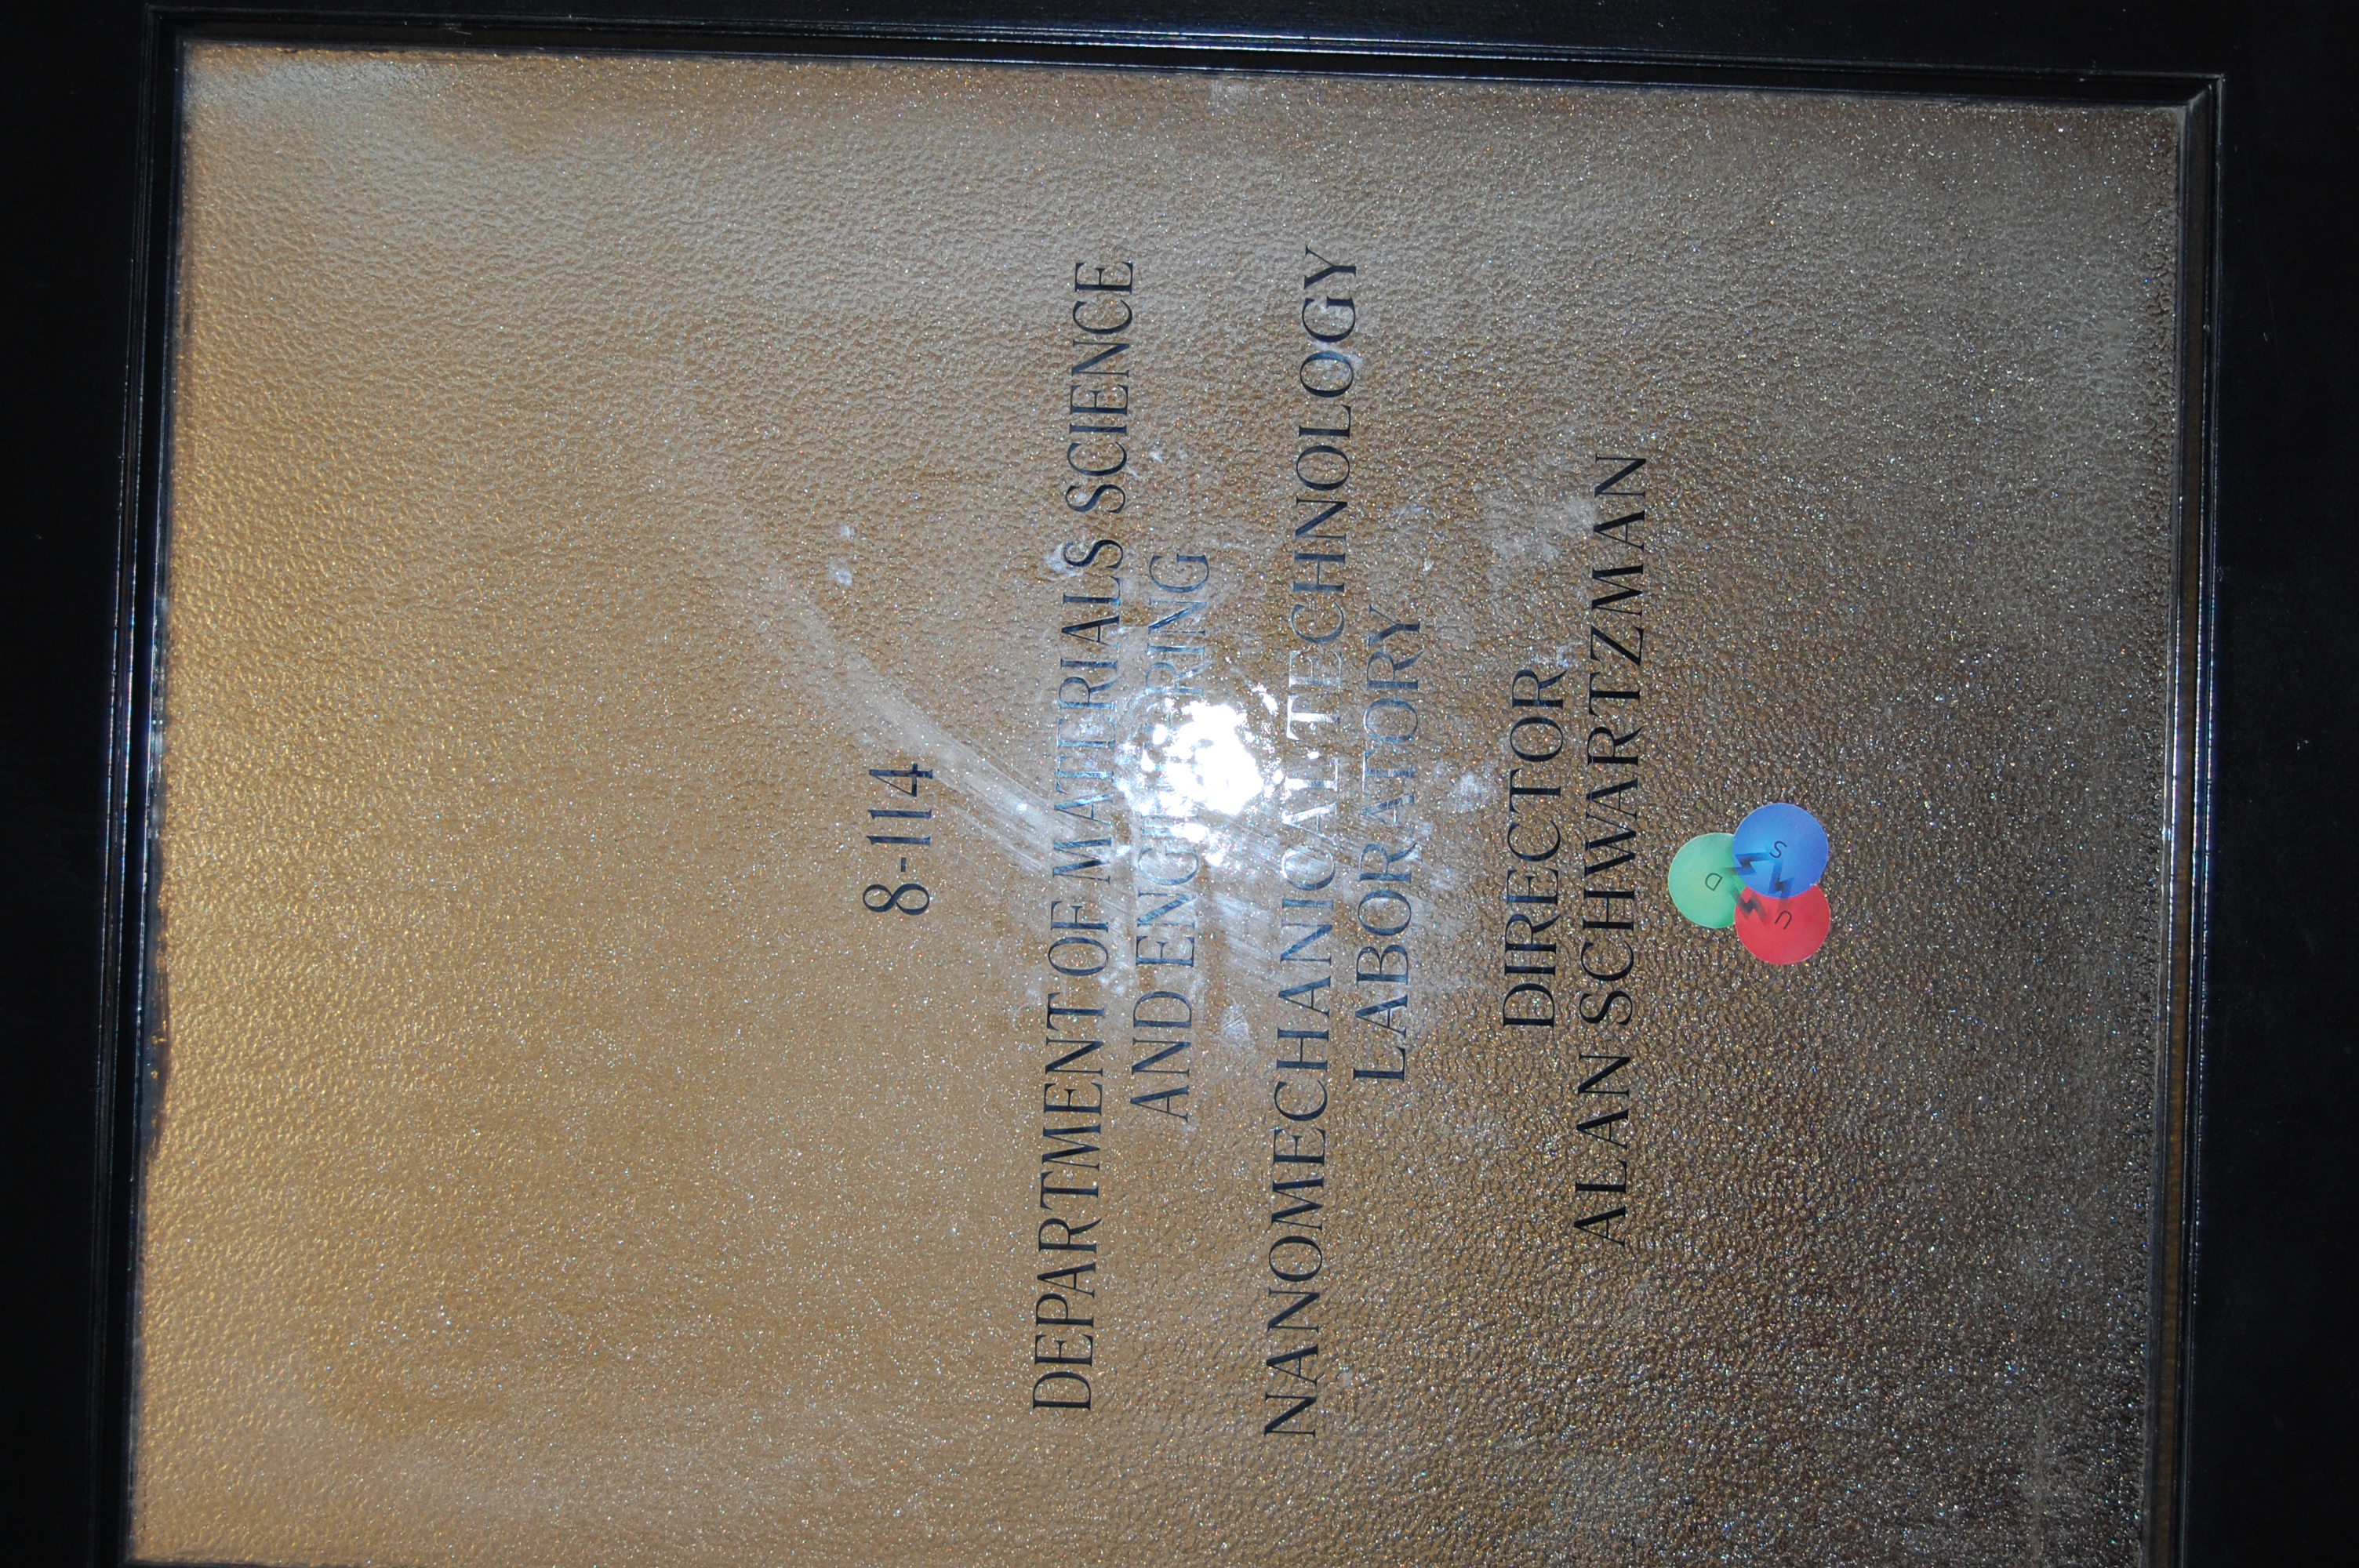 8-114
DEPARTMENT OF MATERIALS SCIENCE
AND ENGINEERING
NANOMECHANICAL TECHNOLOGY
LABORATORY
DIRECTOR
ALAN SCHWARTZMAN
D S
U